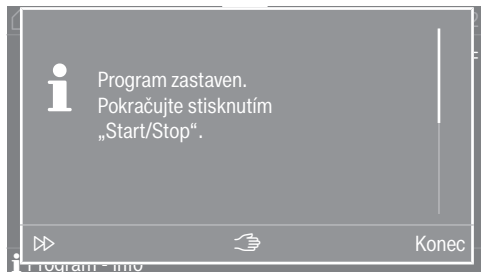 Program zastaven.
Pokračujte stisknutím
„Start/Stop“.
Konec
Program - Info